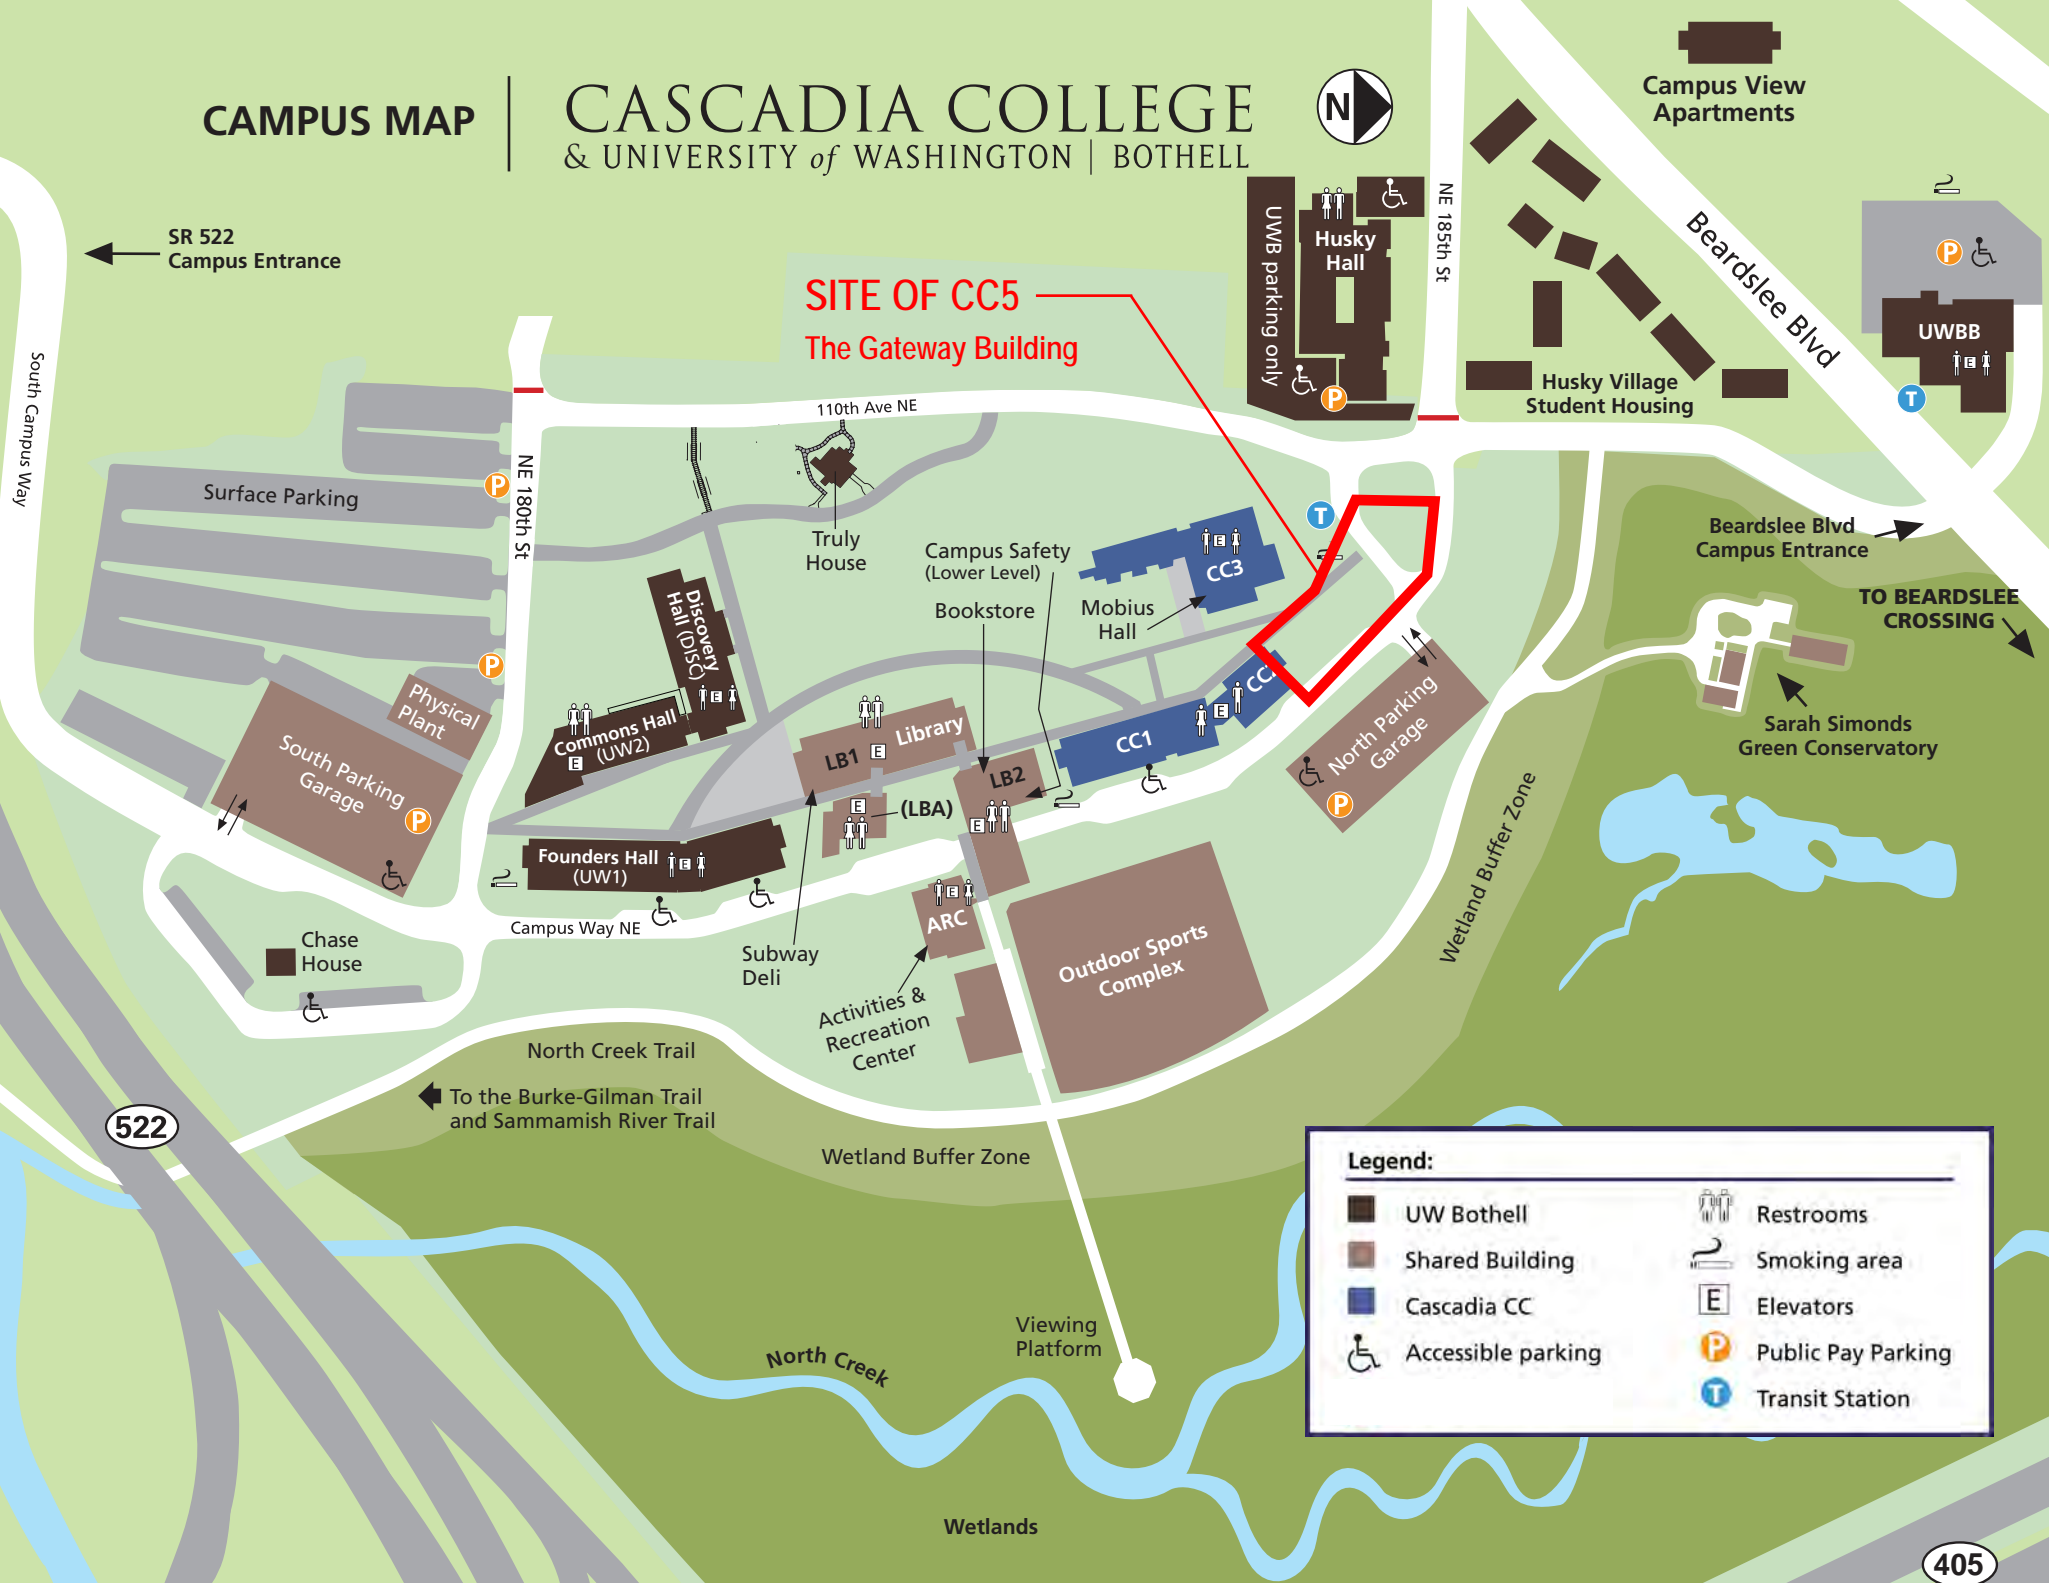 CAMPUS MAP
CASCADIA COLLEGE
& UNIVERSITY of WASHINGTON | BOTHELL
N
Campus View
Apartments
SR 522
Campus Entrance
South Campus Way
SITE OF CC5
The Gateway Building
UWB parking only
Husky
Hall
P
NE 185th St
Beardslee Blvd
P
UWBB
E
T
Husky Village
Student Housing
110th Ave NE
NE 180th St
Surface Parking
P
P
Truly
House
Campus Safety
(Lower Level)
Bookstore
Mobius
Hall
E
CC3
T
Beardslee Blvd
Campus Entrance
TO BEARDSLEE
CROSSING
Sarah Simonds
Green Conservatory
Discovery
Hall (DISC)
E
Physical
Plant
South Parking
Garage
P
Commons Hall
(UW2)
E
Library
LB1
E
LB2
E
CC1
E
North Parking
Garage
P
E
(LBA)
Founders Hall
(UW1)
E
Campus Way NE
Chase
House
Subway
Deli
E
ARC
Activities &
Recreation
Center
Outdoor Sports
Complex
Wetland Buffer Zone
North Creek Trail
To the Burke-Gilman Trail
and Sammamish River Trail
522
Wetland Buffer Zone
Viewing
Platform
North Creek
Wetlands
Legend:
UW Bothell
Shared Building
Cascadia CC
Accessible parking
Restrooms
Smoking area
E Elevators
P Public Pay Parking
T Transit Station
405